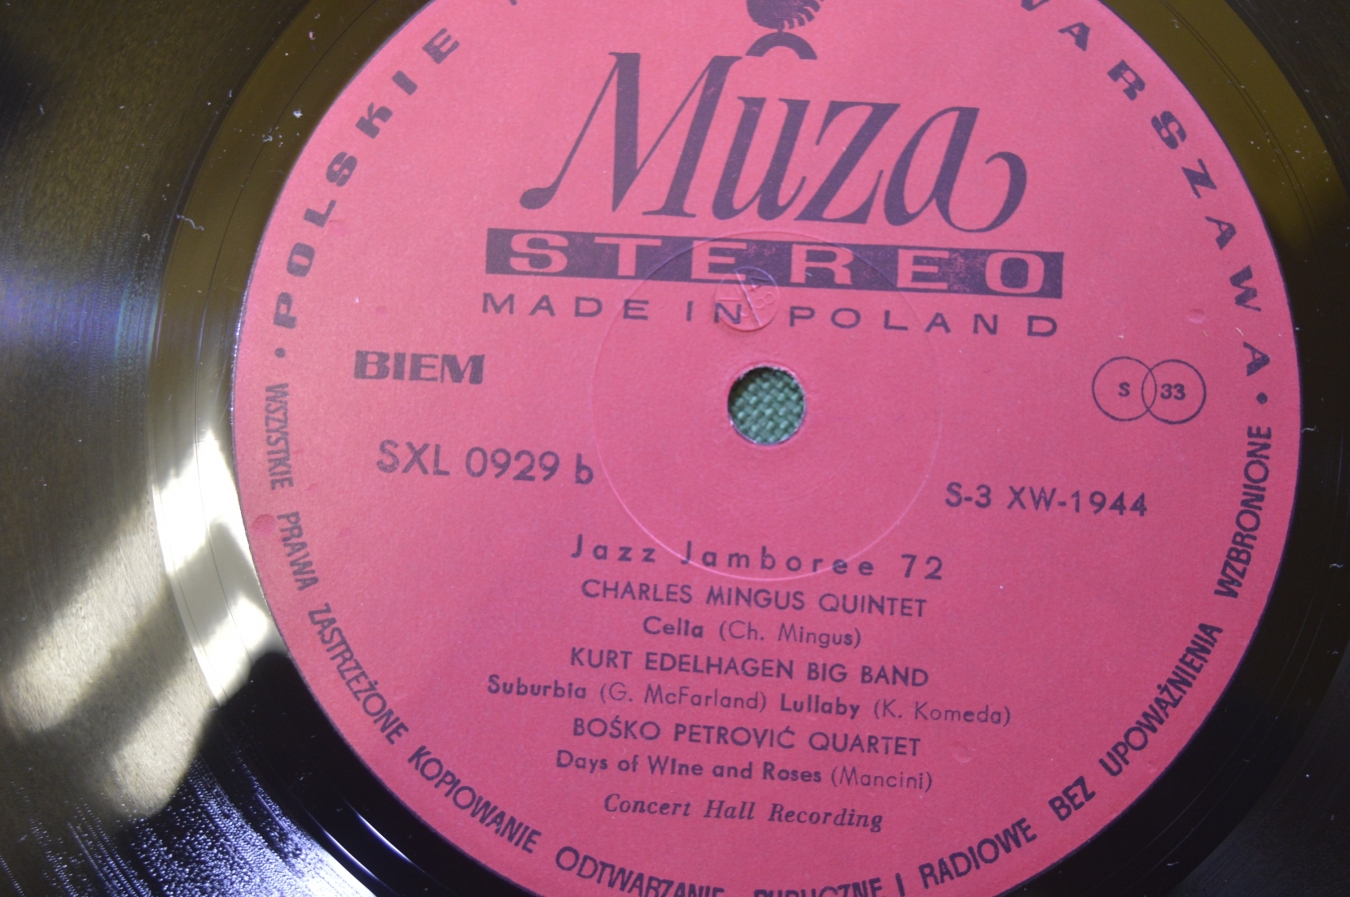 POLSKIE
WARSZAWA
Muza
STEREO
MADE IN POLAND
BIEM
S 33
SXL 0929 b
S-3 XW-1944
Jazz Jamboree 72
CHARLES MINGUS QUINTET
Celia (Ch. Mingus)
KURT EDELHAGEN BIG BAND
Suburbia (G. McFarland) Lullaby (K. Komeda)
BOŚKO PETROVIĆ QUARTET
Days of Wine and Roses (Mancini)
Concert Hall Recording
• WSZYSTKIE PRAWA ZASTRZEŻONE KOPIOWANIE ODTWARZANIE PUBLICZNE I RADIOWE BEZ UPOWAŻNIENIA WZBRONIONE •